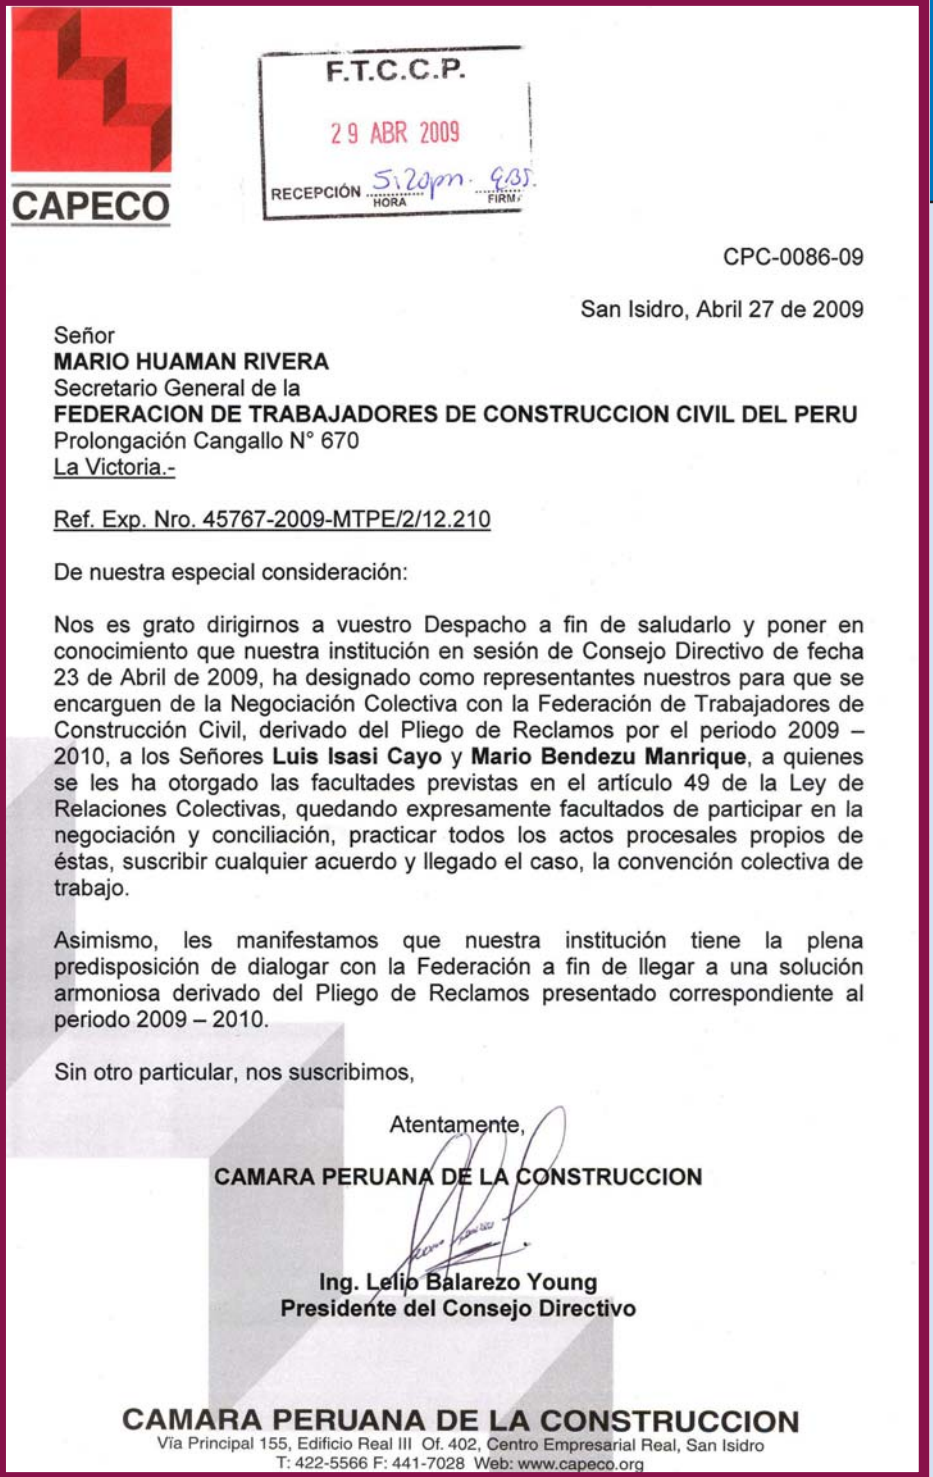 CAPECO
F.T.C.C.P.
29 ABR 2009
RECEPCIÓN 5:20pm.
HORA FIRMA
CPC-0086-09
San Isidro, Abril 27 de 2009
Señor
MARIO HUAMAN RIVERA
Secretario General de la
FEDERACION DE TRABAJADORES DE CONSTRUCCION CIVIL DEL PERU
Prolongación Cangallo N° 670
La Victoria.-
Ref. Exp. Nro. 45767-2009-MTPE/2/12.210
De nuestra especial consideración:
Nos es grato dirigirnos a vuestro Despacho a fin de saludarlo y poner en
conocimiento que nuestra institución en sesión de Consejo Directivo de fecha
23 de Abril de 2009, ha designado como representantes nuestros para que se
encarguen de la Negociación Colectiva con la Federación de Trabajadores de
Construcción Civil, derivado del Pliego de Reclamos por el periodo 2009 –
2010, a los Señores Luis Isasi Cayo y Mario Bendezu Manrique, a quienes
se les ha otorgado las facultades previstas en el artículo 49 de la Ley de
Relaciones Colectivas, quedando expresamente facultados de participar en la
negociación y conciliación, practicar todos los actos procesales propios de
éstas, suscribir cualquier acuerdo y llegado el caso, la convención colectiva de
trabajo.
Asimismo, les manifestamos que nuestra institución tiene la plena
predisposición de dialogar con la Federación a fin de llegar a una solución
armoniosa derivado del Pliego de Reclamos presentado correspondiente al
periodo 2009 – 2010.
Sin otro particular, nos suscribimos,
Atentamente,
CAMARA PERUANA DE LA CONSTRUCCION
Ing. Lelio Balarezo Young
Presidente del Consejo Directivo
CAMARA PERUANA DE LA CONSTRUCCION
Vía Principal 155, Edificio Real III Of. 402, Centro Empresarial Real, San Isidro
T: 422-5566 F: 441-7028 Web: www.capeco.org